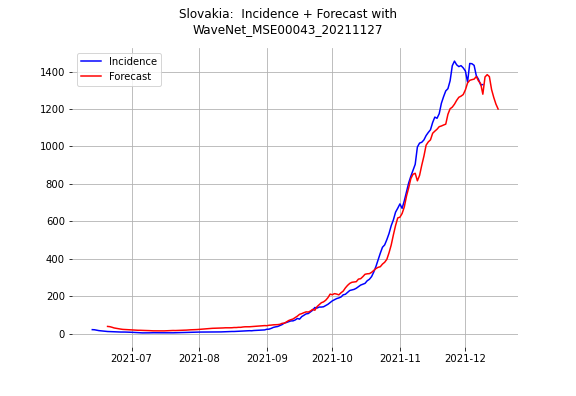 Slovakia:  Incidence + Forecast with
WaveNet_MSE00043_20211127
Incidence
Forecast
1400
1200
1000
800
600
400
200
0
2021-07 2021-08 2021-09 2021-10 2021-11 2021-12